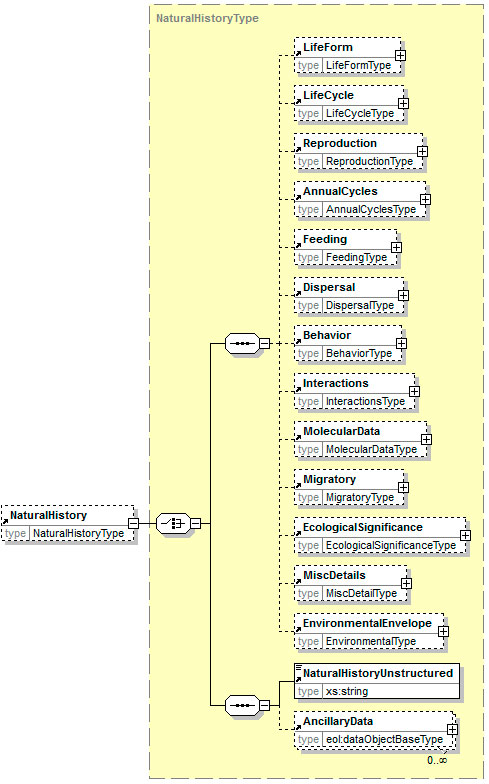 NaturalHistoryType
LifeForm
type LifeFormType
LifeCycle
type LifeCycleType
Reproduction
type ReproductionType
AnnualCycles
type AnnualCyclesType
Feeding
type FeedingType
Dispersal
type DispersalType
Behavior
type BehaviorType
Interactions
type InteractionsType
MolecularData
type MolecularDataType
Migratory
type MigratoryType
NaturalHistory
type NaturalHistoryType
EcologicalSignificance
type EcologicalSignificanceType
MiscDetails
type MiscDetailType
EnvironmentalEnvelope
type EnvironmentalType
NaturalHistoryUnstructured
type xs:string
AncillaryData
type eol:dataObjectBaseType
0..∞